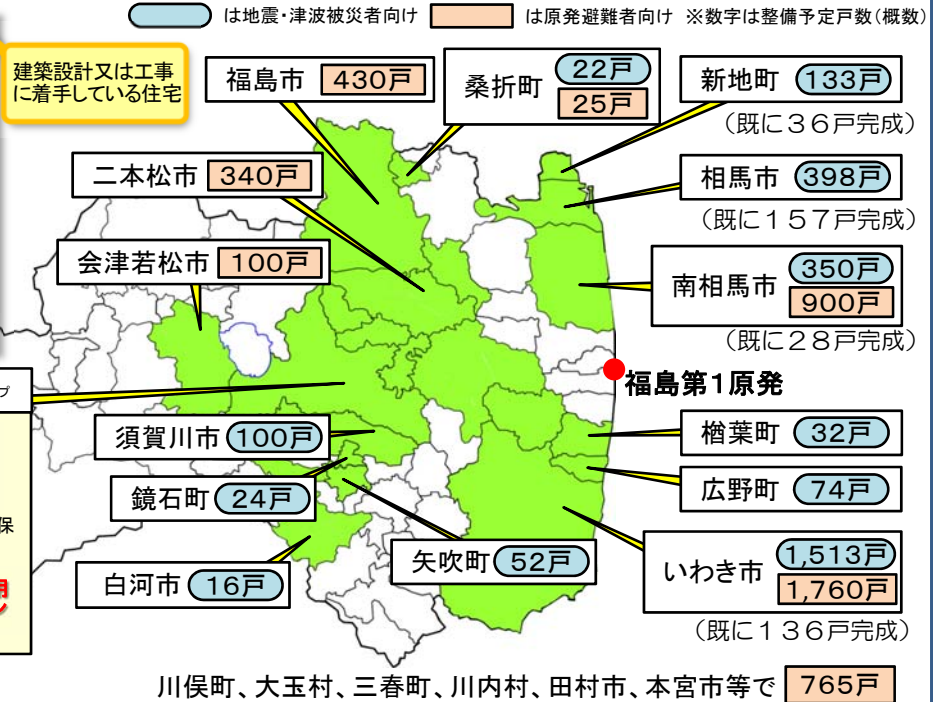 は地震・津波被災者向け
は原発避難者向け ※数字は整備予定戸数(概数)
建築設計又は工事
に着手している住宅
福島市 430戸
桑折町 22戸
25戸
新地町 133戸
(既に36戸完成)
二本松市 340戸
相馬市 398戸
(既に157戸完成)
会津若松市 100戸
南相馬市 350戸
900戸
(既に28戸完成)
福島第1原発
プ
須賀川市 100戸
楢葉町 32戸
鏡石町 24戸
広野町 74戸
保
矢吹町 52戸
いわき市 1,513戸
1,760戸
(既に136戸完成)
白河市 16戸
川俣町、大玉村、三春町、川内村、田村市、本宮市等で 765戸